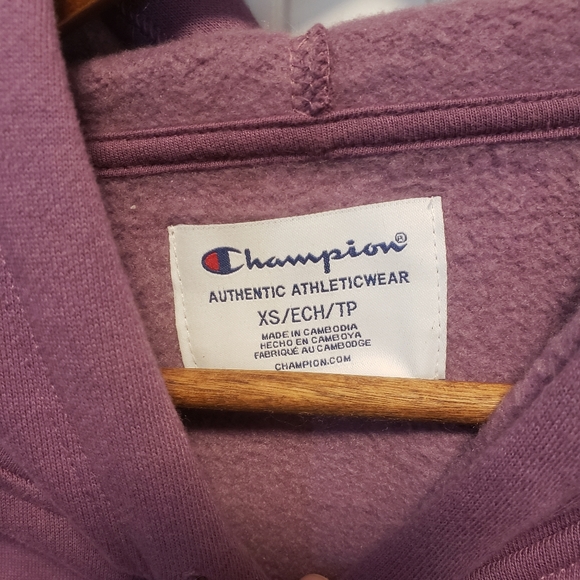 Champion®
AUTHENTIC ATHLETICWEAR
XS/ECH/TP
MADE IN CAMBODIA
HECHO EN CAMBOYA
FABRIQUÉ AU CAMBODGE
CHAMPION.COM